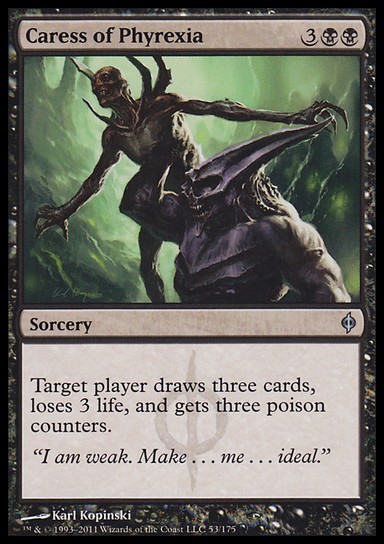 Caress of Phyrexia 3
Sorcery
Target player draws three cards,
loses 3 life, and gets three poison
counters.
“I am weak. Make . . . me . . . ideal.”
Karl Kopinski
™ & © 1993–2011 Wizards of the Coast LLC 53/175